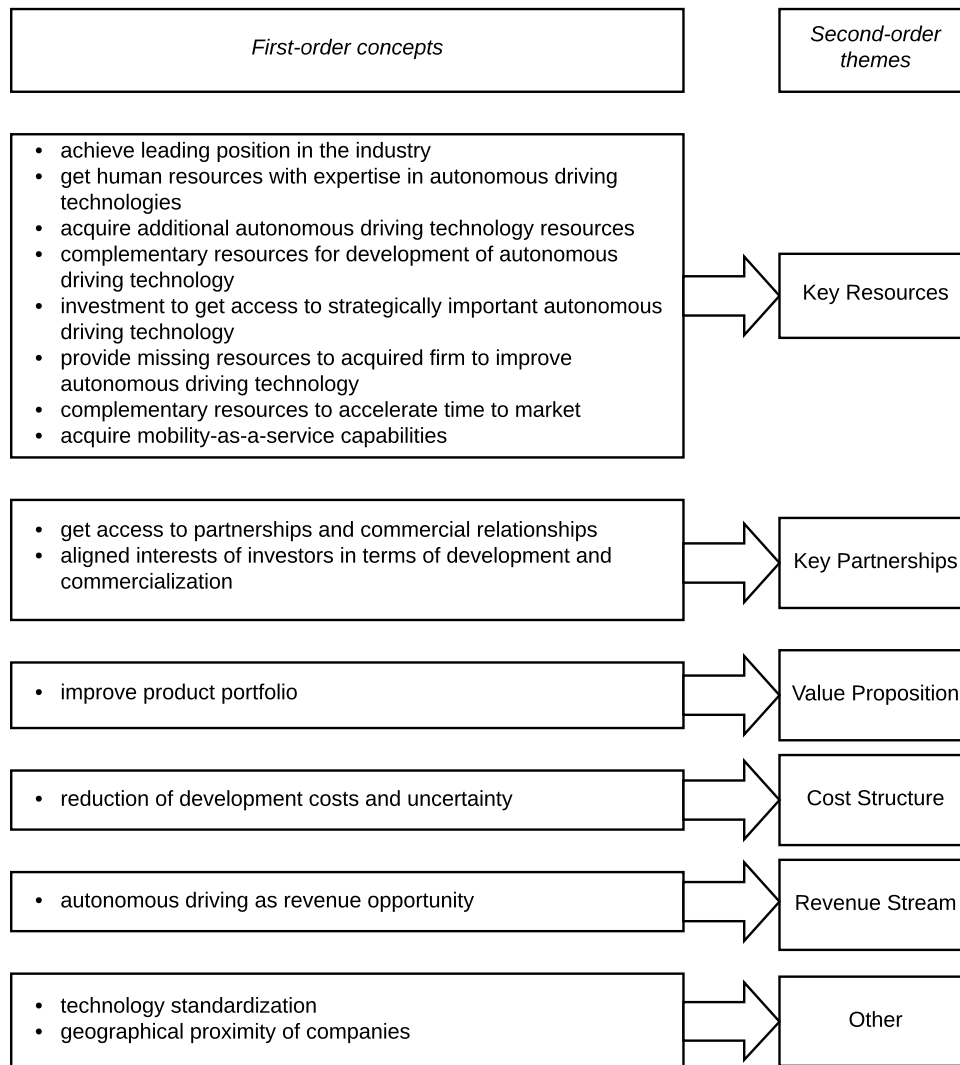 First-order concepts
Second-order
themes
• achieve leading position in the industry
• get human resources with expertise in autonomous driving
technologies
• acquire additional autonomous driving technology resources
• complementary resources for development of autonomous
driving technology
• investment to get access to strategically important autonomous
driving technology
• provide missing resources to acquired firm to improve
autonomous driving technology
• complementary resources to accelerate time to market
• acquire mobility-as-a-service capabilities
Key Resources
• get access to partnerships and commercial relationships
• aligned interests of investors in terms of development and
commercialization
Key Partnerships
• improve product portfolio
Value Proposition
• reduction of development costs and uncertainty
Cost Structure
• autonomous driving as revenue opportunity
Revenue Stream
• technology standardization
• geographical proximity of companies
Other